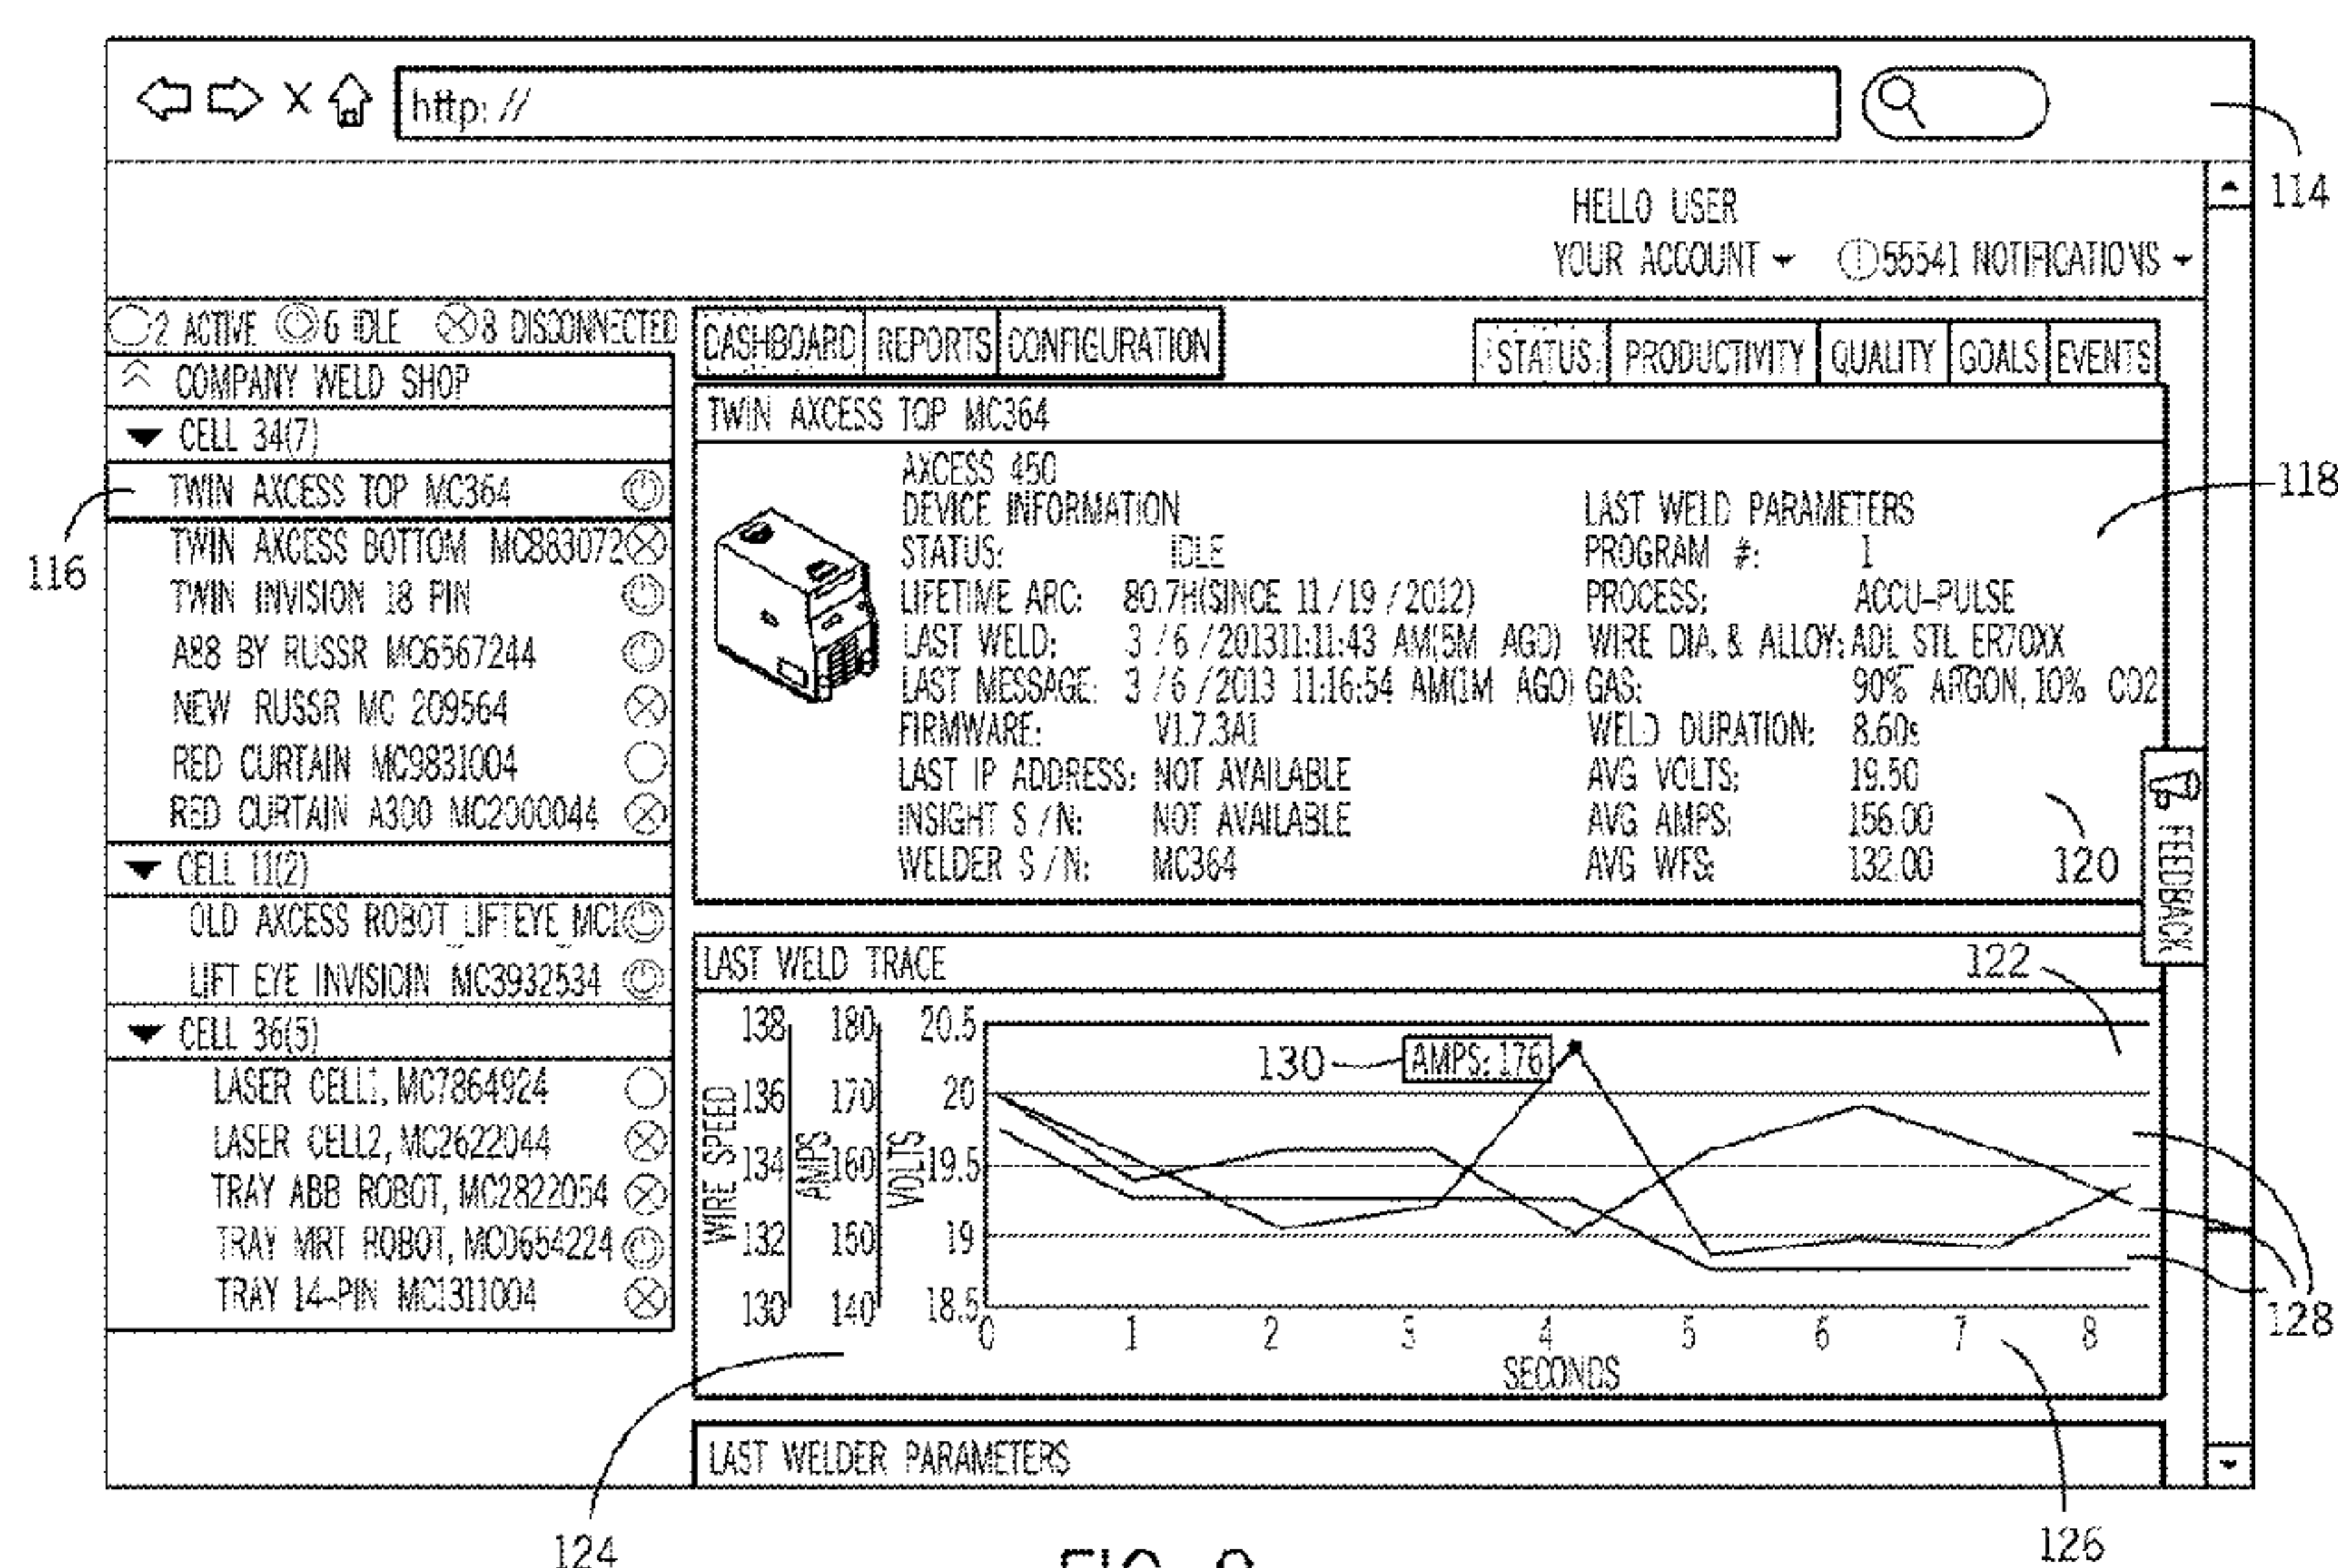 http://
114
HELLO USER
YOUR ACCOUNT 55541 NOTIFICATIONS
2 ACTIVE 6 IDLE 8 DISCONNECTED
DASHBOARD REPORTS CONFIGURATION
STATUS PRODUCTIVITY QUALITY GOALS EVENTS
COMPANY WELD SHOP
CELL 34(7)
TWIN AXCESS TOP MC364
116
TWIN AXCESS BOTTOM MC883072
TWIN INVISION 18 PIN
ABB BY RUSSR MC6567244
NEW RUSSR MC 209564
RED CURTAIN MC9831004
RED CURTAIN A300 MC2000044
CELL 11(2)
OLD AXCESS ROBOT_LIFTEYE_MC1
LIFT EYE INVISIOIN MC3932534
CELL 36(5)
LASER CELL1, MC7864924
LASER CELL2, MC2622044
TRAY ABB ROBOT, MC2822054
TRAY MRT ROBOT, MC0654224
TRAY 14-PIN MC1311004
TWIN AXCESS TOP MC364
AXCESS 450
DEVICE INFORMATION
STATUS: IDLE
LIFETIME ARC: 80.7H(SINCE 11/19/2012)
LAST WELD: 3/6/201311:11:43 AM(5M AGO)
LAST MESSAGE: 3/6/2013 11:16:54 AM(1M AGO)
FIRMWARE: V1.7.3A1
LAST IP ADDRESS: NOT AVAILABLE
INSIGHT S/N: NOT AVAILABLE
WELDER S/N: MC364
LAST WELD PARAMETERS
PROGRAM #: 1
PROCESS: ACCU-PULSE
WIRE DIA. & ALLOY: ADL_STL_ER70XX
GAS: 90% ARGON, 10% CO2
WELD DURATION: 8.60s
AVG VOLTS: 19.50
AVG AMPS: 156.00
AVG WFS: 132.00
118
120
FEEDBACK
LAST WELD TRACE
122
WIRE SPEED
138
136
134
132
130
AMPS
180
170
160
150
140
VOLTS
20.5
20
19.5
19
18.5
130
AMPS: 176
0 1 2 3 4 5 6 7 8
SECONDS
128
LAST WELDER PARAMETERS
124
126